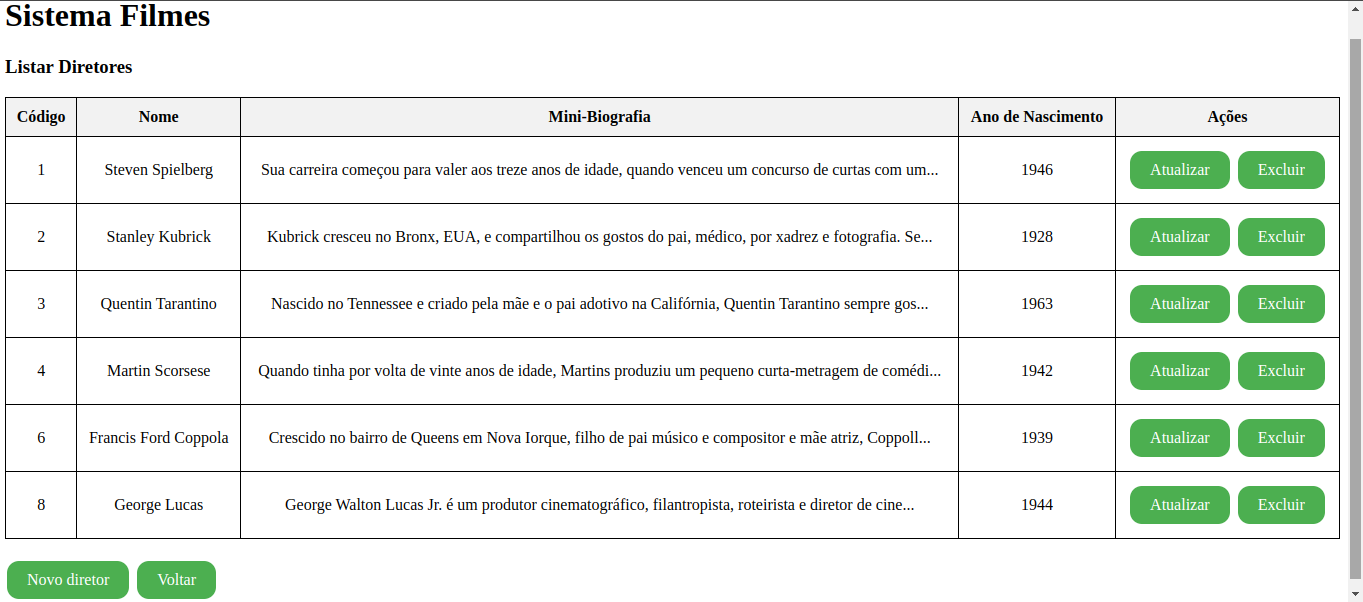 Sistema Filmes
Listar Diretores
Código Nome Mini-Biografia Ano de Nascimento Ações
1 Steven Spielberg Sua carreira começou para valer aos treze anos de idade, quando venceu um concurso de curtas com um... 1946 Atualizar Excluir
2 Stanley Kubrick Kubrick cresceu no Bronx, EUA, e compartilhou os gostos do pai, médico, por xadrez e fotografia. Se... 1928 Atualizar Excluir
3 Quentin Tarantino Nascido no Tennessee e criado pela mãe e o pai adotivo na Califórnia, Quentin Tarantino sempre gos... 1963 Atualizar Excluir
4 Martin Scorsese Quando tinha por volta de vinte anos de idade, Martins produziu um pequeno curta-metragem de comédi... 1942 Atualizar Excluir
6 Francis Ford Coppola Crescido no bairro de Queens em Nova Iorque, filho de pai músico e compositor e mãe atriz, Coppoll... 1939 Atualizar Excluir
8 George Lucas George Walton Lucas Jr. é um produtor cinematográfico, filantropista, roteirista e diretor de cine... 1944 Atualizar Excluir
Novo diretor Voltar